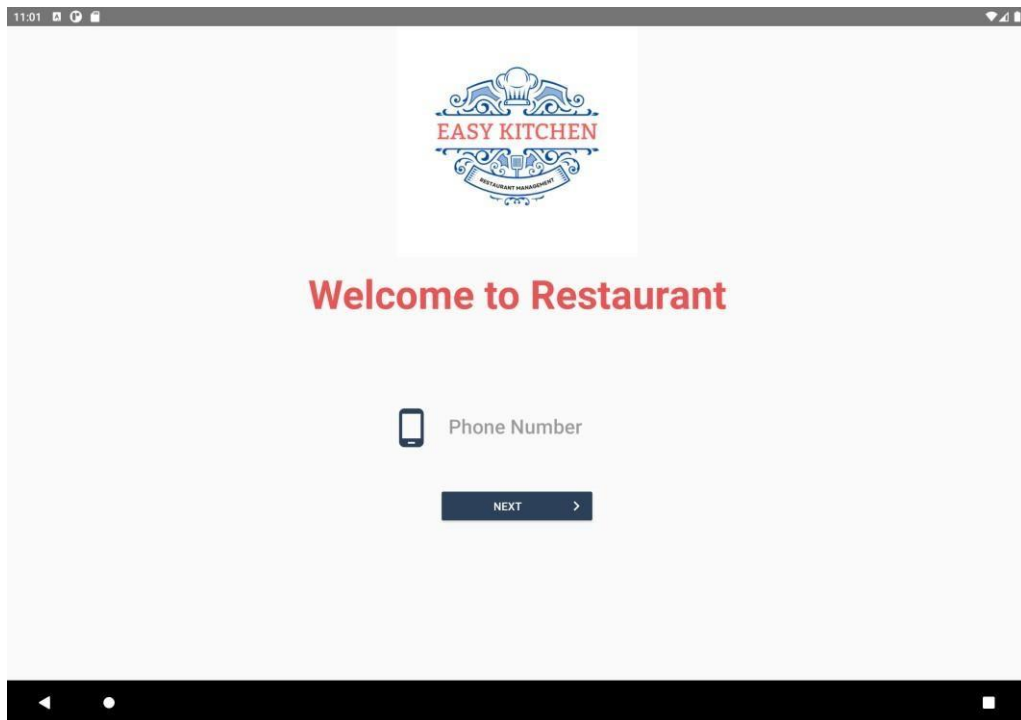 11:01
EASY KITCHEN
RESTAURANT MANAGEMENT
Welcome to Restaurant
Phone Number
NEXT